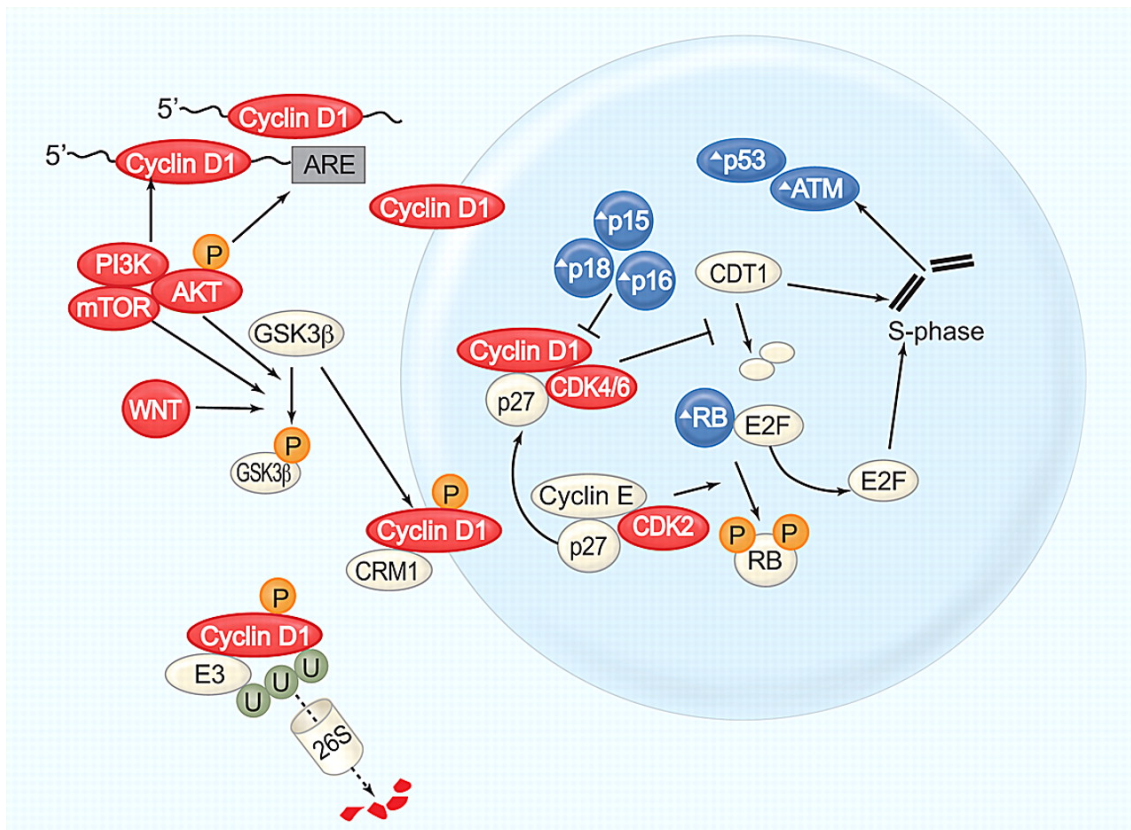 5’
Cyclin D1
5’
Cyclin D1
ARE
Cyclin D1
P
PI3K
AKT
mTOR
GSK3β
WNT
P
GSK3β
P
Cyclin D1
CRM1
P
Cyclin D1
E3
U
U
U
26S
p53
ATM
p15
p18
p16
CDT1
S-phase
Cyclin D1
CDK4/6
p27
RB
E2F
E2F
Cyclin E
CDK2
p27
P
P
RB